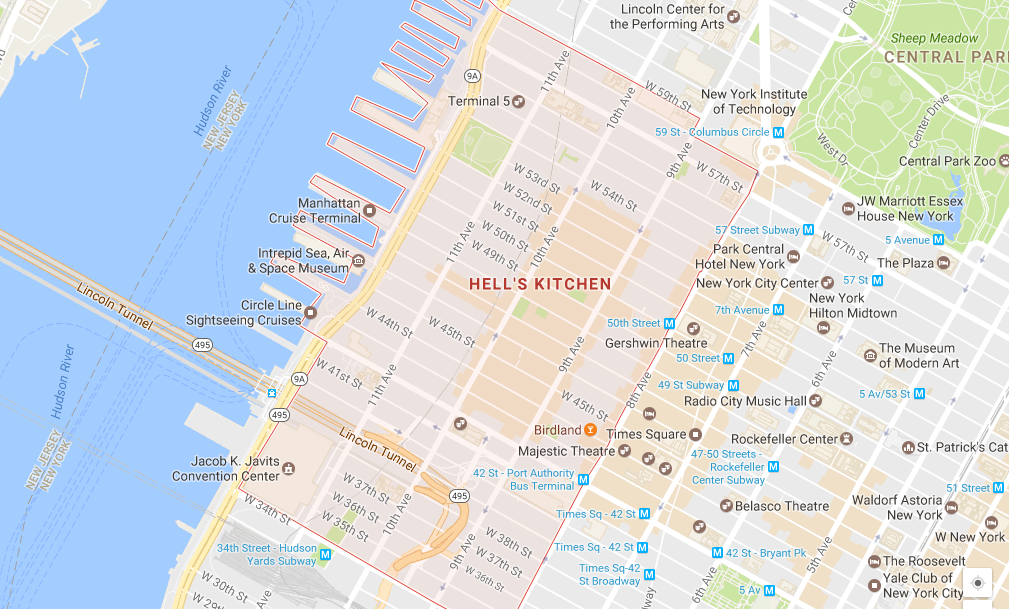 Lincoln Center for
the Performing Arts
Sheep Meadow
CENTRAL PAR
9A
11th Ave
Terminal 5
10th Ave
W 59th St
New York Institute
of Technology
Center Drive
Hudson River
NEW JERSEY
NEW YORK
59 St - Columbus Circle
West Dr
9th Ave
W 57th St
Central Park Zoo
W 53rd St
W 54th St
W 52nd St
W 51st St
W 50th St
W 49th St
Manhattan
Cruise Terminal
JW Marriott Essex
House New York
57 Street Subway
W 57th St
5 Avenue
11th Ave
10th Ave
Intrepid Sea, Air
& Space Museum
Park Central
Hotel New York
The Plaza
HELL'S KITCHEN
New York City Center
57 St
Lincoln Tunnel
Circle Line
Sightseeing Cruises
New York
Hilton Midtown
7th Avenue
W 44th St
W 45th St
50th Street
Gershwin Theatre
7th Ave
495
50 Street
The Museum
of Modern Art
9th Ave
6th Ave
Hudson River
W 41st St
11th Ave
9A
8th Ave
49 St Subway
5 Av/53 St
W 45th St
Radio City Music Hall
495
Birdland
Times Square
Rockefeller Center
St. Patrick's Cat
Majestic Theatre
Lincoln Tunnel
47-50 Streets -
Rockefeller
Center Subway
NEW JERSEY
NEW YORK
Jacob K. Javits
Convention Center
42 St - Port Authority
Bus Terminal
W 37th St
495
51 Street
W 36th St
W 35th St
W 34th St
10th Ave
Times Sq - 42 St
Belasco Theatre
Waldorf Astoria
New York
W New York
W 38th St
W 37th St
W 36th St
9th Ave
34th Street - Hudson
Yards Subway
Times Sq - 42 St
42 St - Bryant Pk
5th Ave
The Roosevelt
Times Sq-42
St Broadway
Yale Club of
New York City
W 30th St
W 29th
6th Ave
5 Av